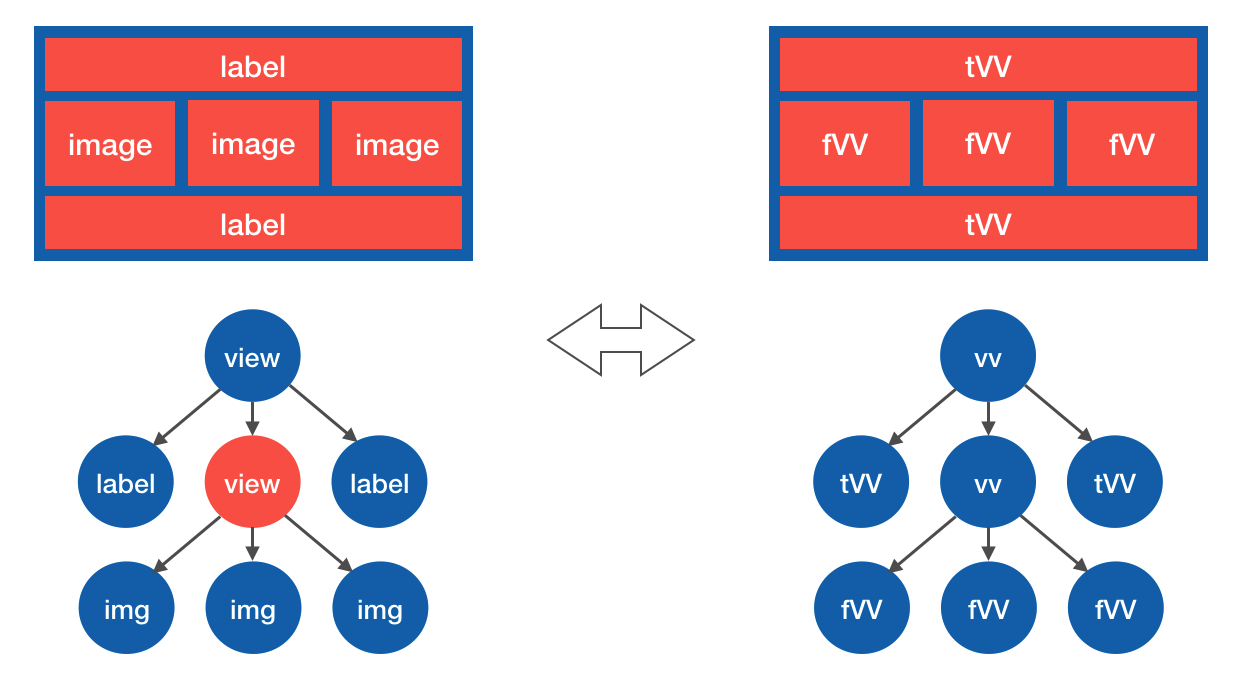 label
image image image
label
tVV
fVV fVV fVV
tVV
view
label view label
img img img
vv
tVV vv tVV
fVV fVV fVV